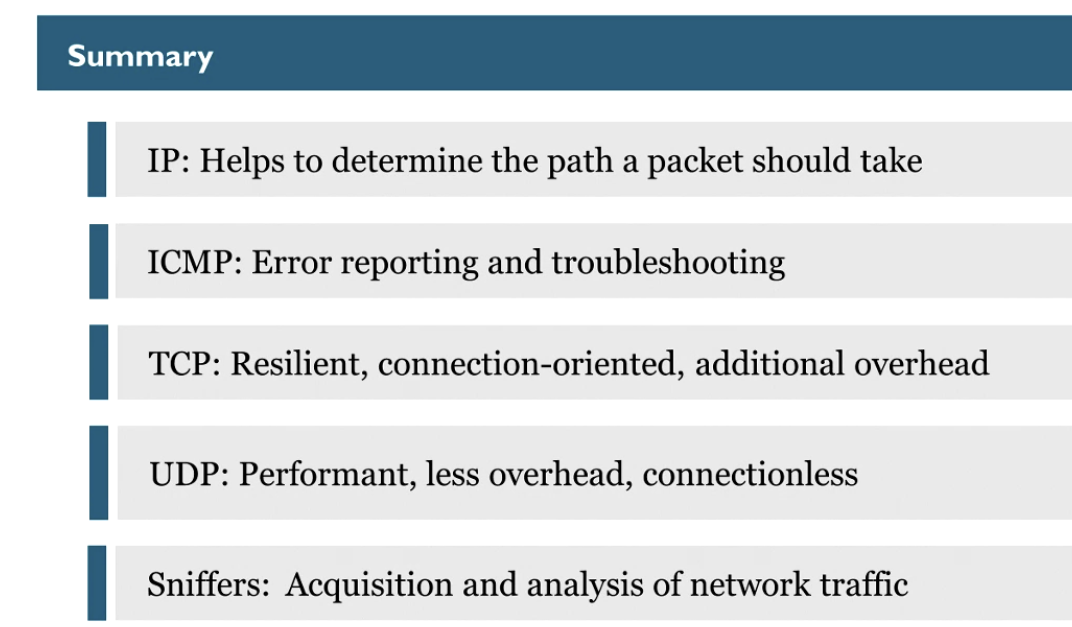 Summary
IP: Helps to determine the path a packet should take
ICMP: Error reporting and troubleshooting
TCP: Resilient, connection-oriented, additional overhead
UDP: Performant, less overhead, connectionless
Sniffers:  Acquisition and analysis of network traffic